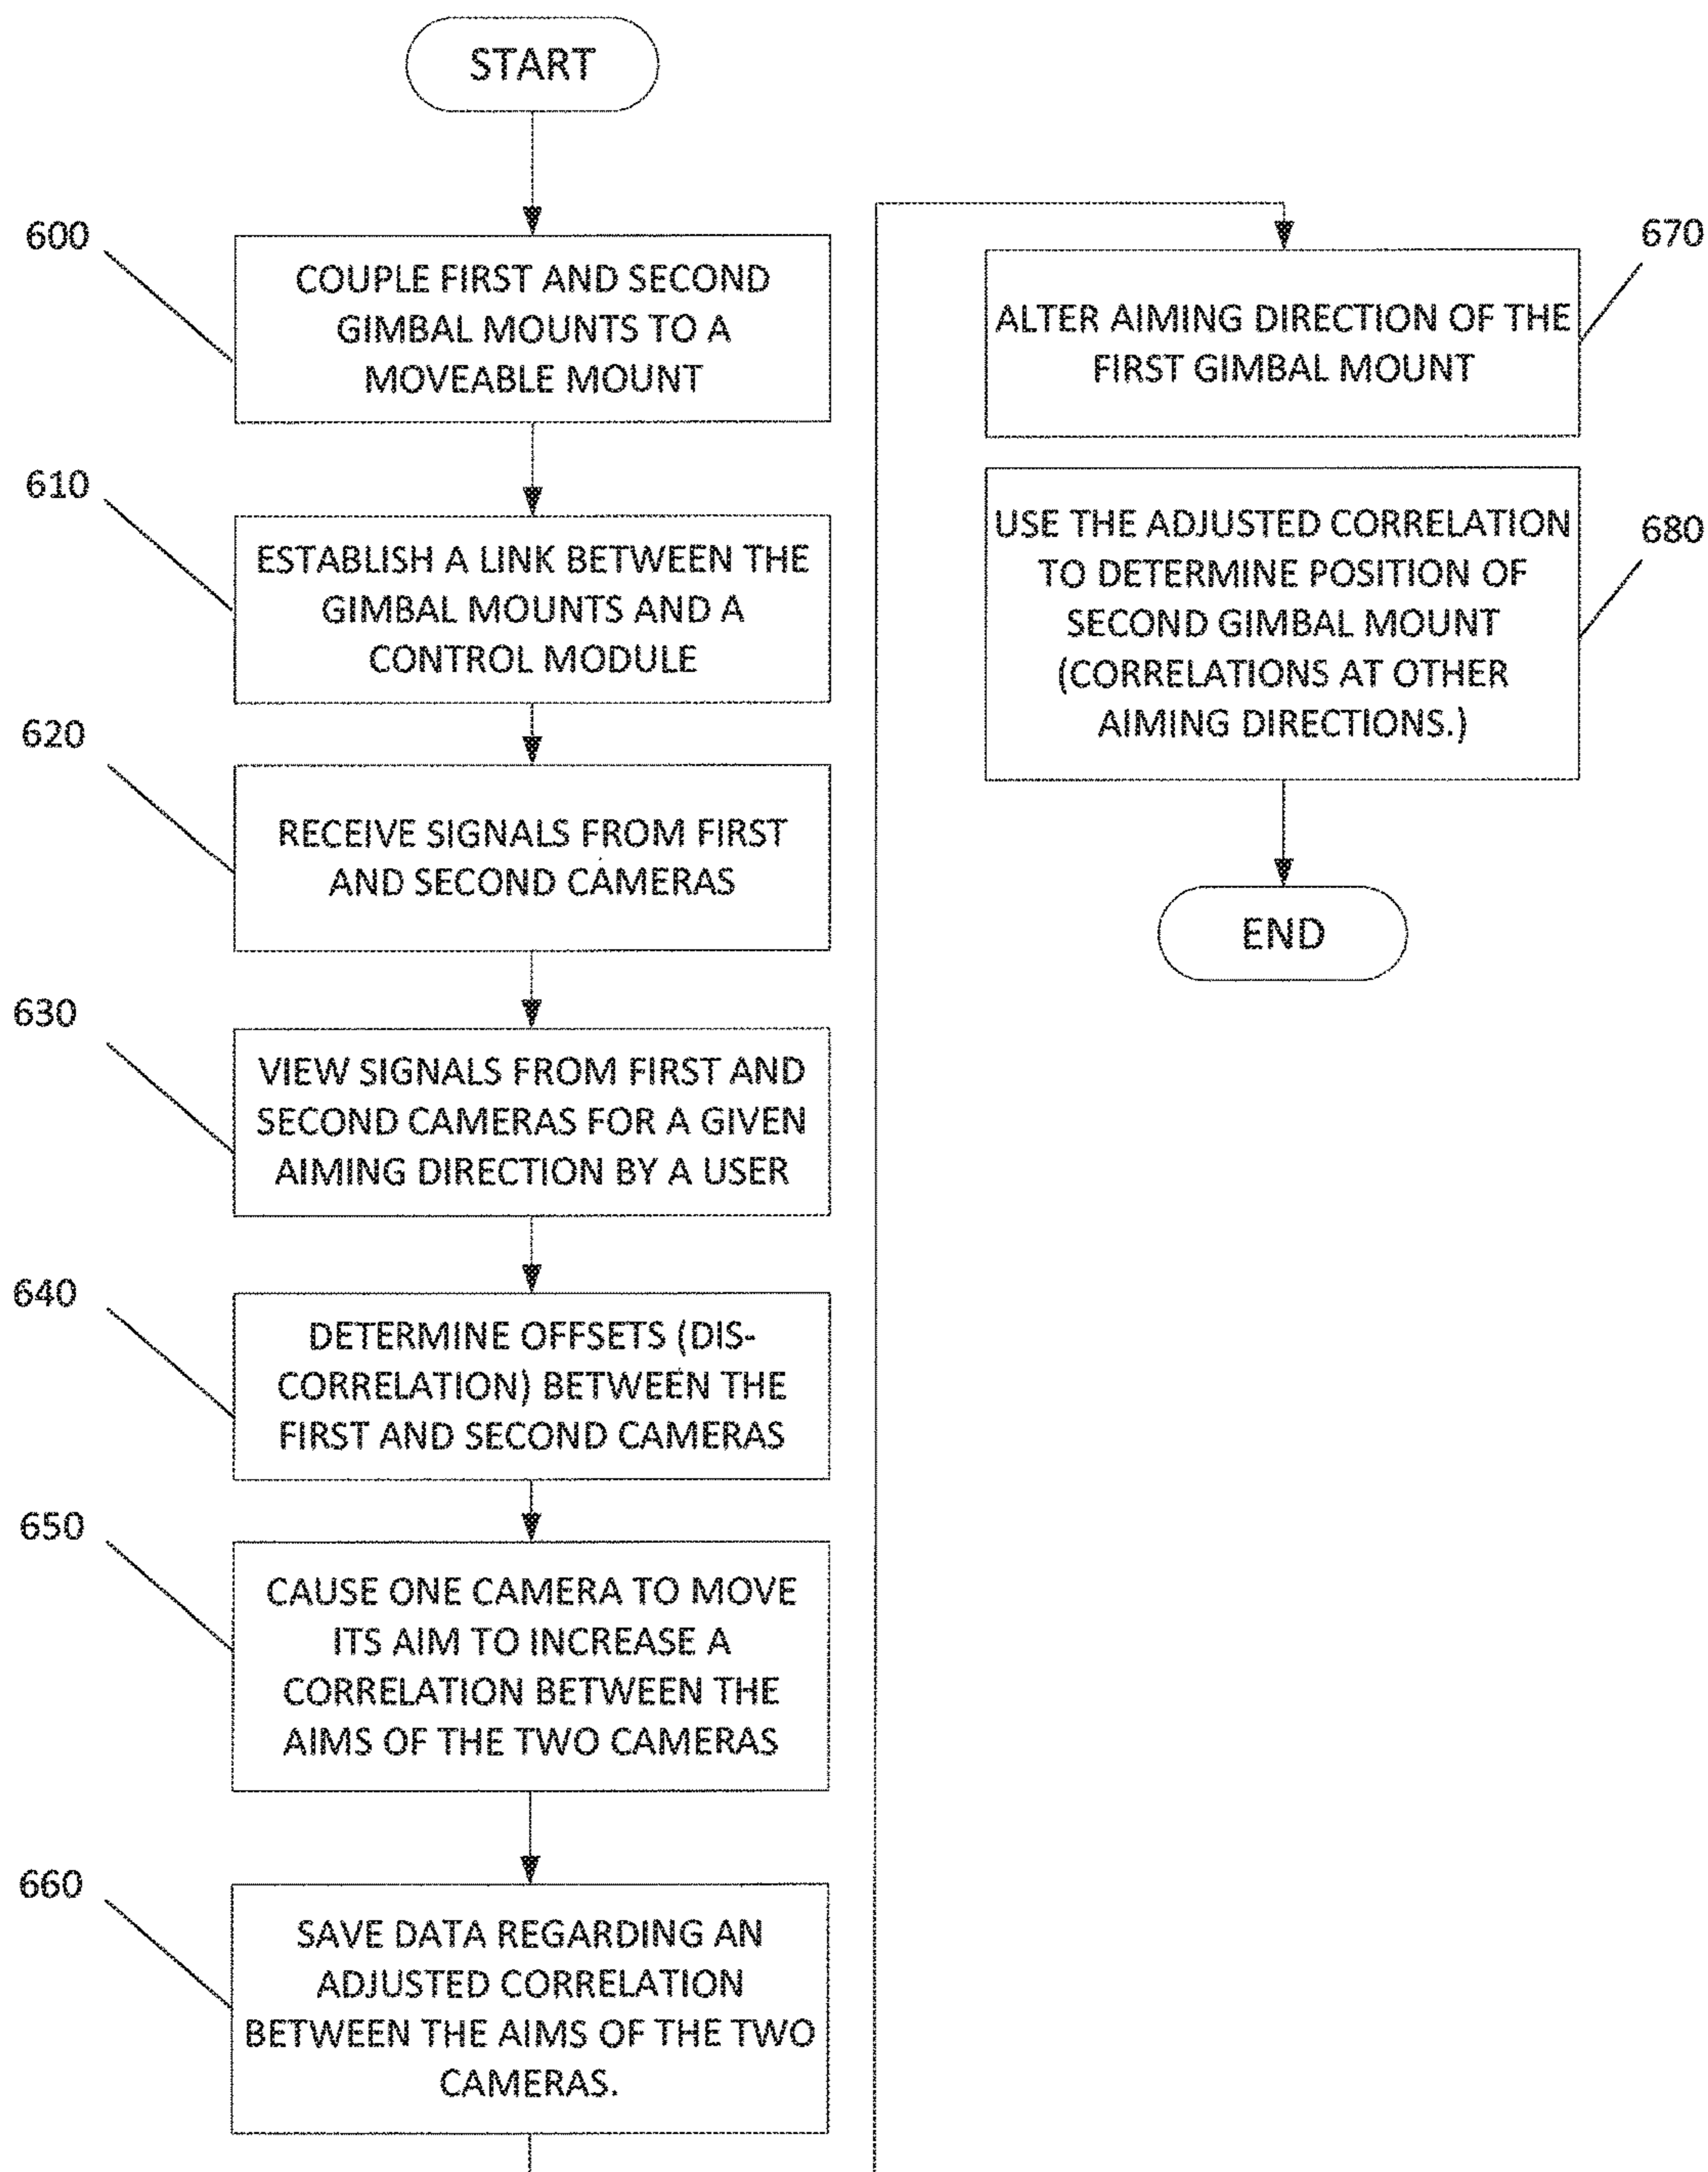 START
600
COUPLE FIRST AND SECOND
GIMBAL MOUNTS TO A
MOVEABLE MOUNT
610
ESTABLISH A LINK BETWEEN THE
GIMBAL MOUNTS AND A
CONTROL MODULE
620
RECEIVE SIGNALS FROM FIRST
AND SECOND CAMERAS
630
VIEW SIGNALS FROM FIRST AND
SECOND CAMERAS FOR A GIVEN
AIMING DIRECTION BY A USER
640
DETERMINE OFFSETS (DIS-
CORRELATION) BETWEEN THE
FIRST AND SECOND CAMERAS
650
CAUSE ONE CAMERA TO MOVE
ITS AIM TO INCREASE A
CORRELATION BETWEEN THE
AIMS OF THE TWO CAMERAS
660
SAVE DATA REGARDING AN
ADJUSTED CORRELATION
BETWEEN THE AIMS OF THE TWO
CAMERAS.
670
ALTER AIMING DIRECTION OF THE
FIRST GIMBAL MOUNT
680
USE THE ADJUSTED CORRELATION
TO DETERMINE POSITION OF
SECOND GIMBAL MOUNT
(CORRELATIONS AT OTHER
AIMING DIRECTIONS.)
END